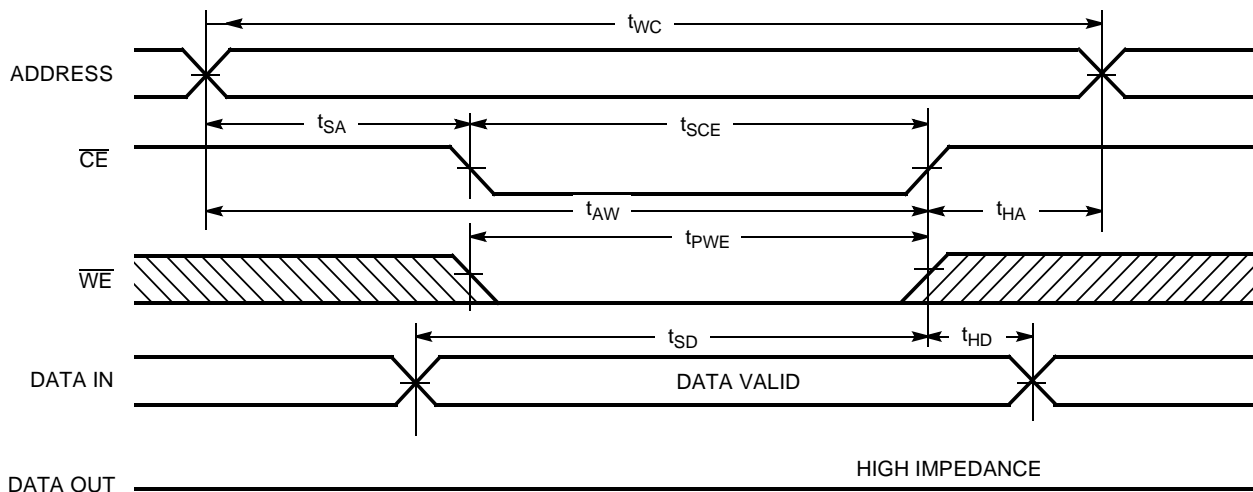 tWC
ADDRESS
tSA
tSCE
CE
tAW
tHA
tPWE
WE
tSD
tHD
DATA IN
DATA VALID
HIGH IMPEDANCE
DATA OUT